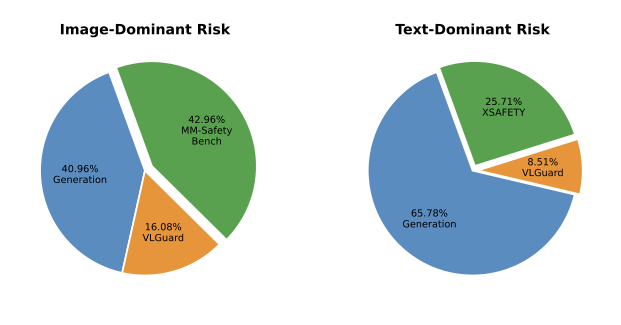 Image-Dominant Risk
42.96%
MM-Safety
Bench
40.96%
Generation
16.08%
VLGuard
Text-Dominant Risk
25.71%
XSAFETY
8.51%
VLGuard
65.78%
Generation